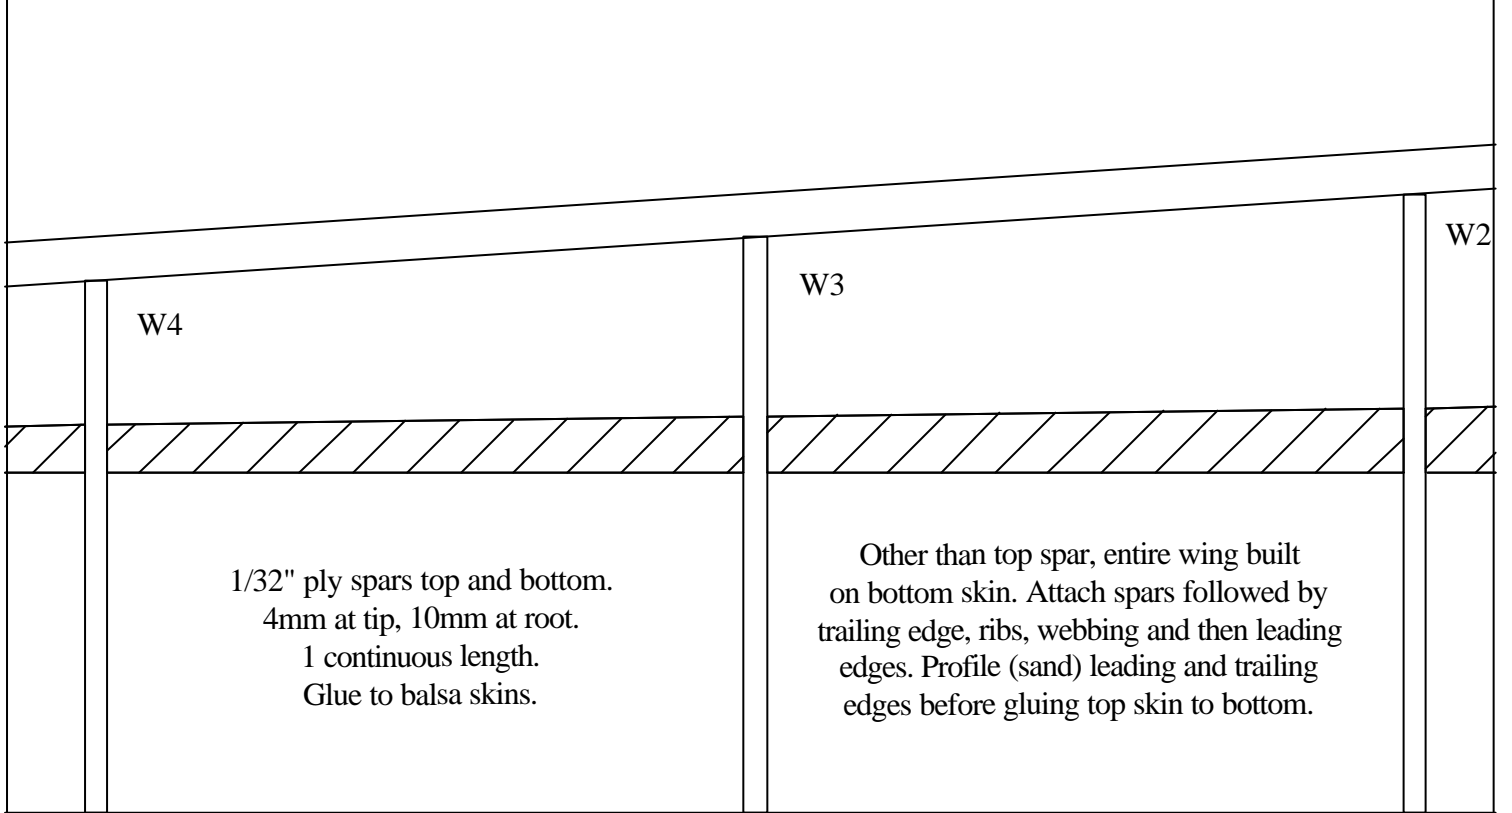 W2
W3
W4
1/32" ply spars top and bottom.
4mm at tip, 10mm at root.
1 continuous length.
Glue to balsa skins.
Other than top spar, entire wing built
on bottom skin. Attach spars followed by
trailing edge, ribs, webbing and then leading
edges. Profile (sand) leading and trailing
edges before gluing top skin to bottom.